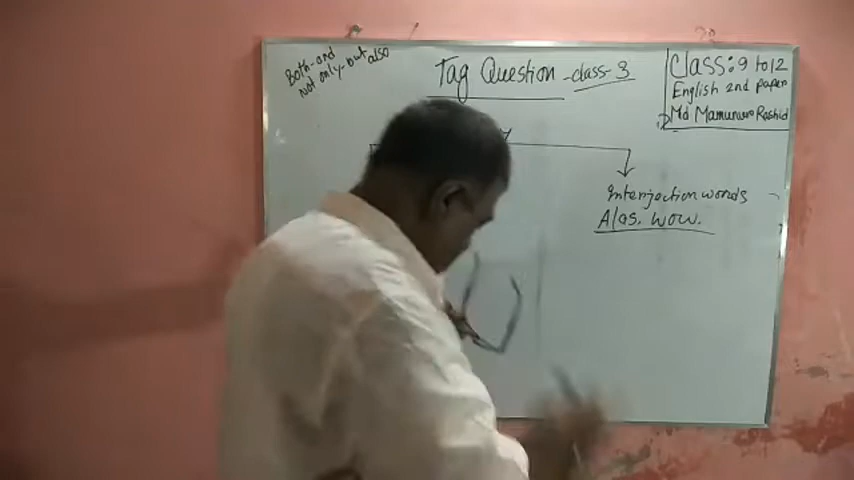 Both-and
not only-but also
Tag Question -class-3
Class: 9 to 12
English 2nd paper
Md Mamunur Rashid
Interjection words
Alas. wow.